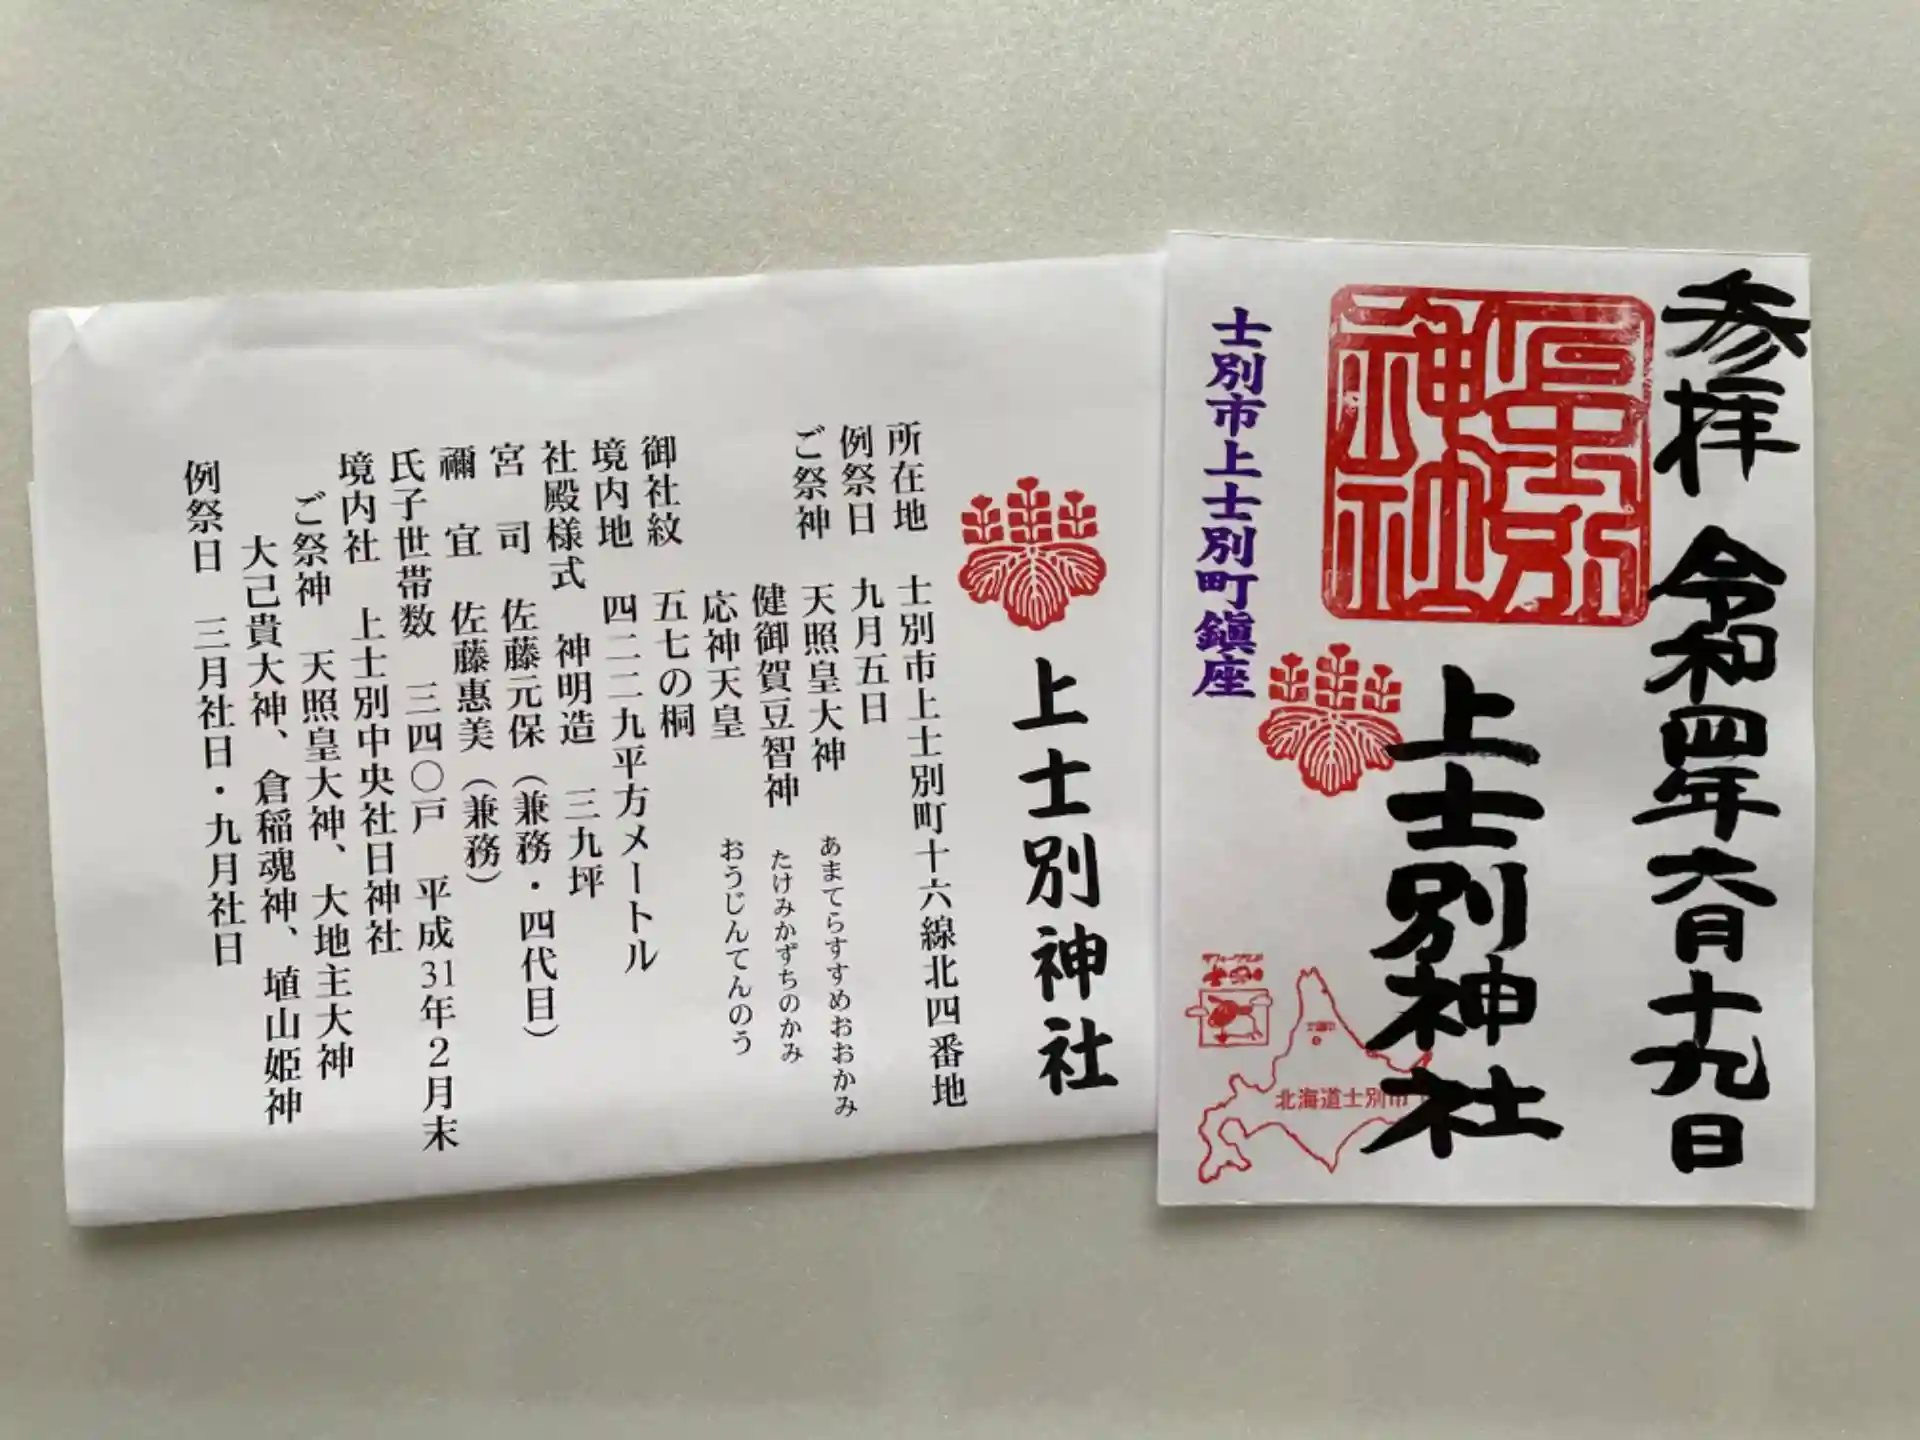 参拝 令和四年六月十九日
上士別神社
上士別神社
士別市上士別町鎭座
北海道士別市
上士別神社
所在地 士別市上士別町十六線北四番地
例祭日 九月五日
ご祭神 天照皇大神 あまてらすすめおおかみ
健御賀豆智神 たけみかずちのかみ
応神天皇 おうじんてんのう
御社紋 五七の桐
境内地 四二二九平方メートル
社殿様式 神明造 三九坪
宮司 佐藤元保（兼務・四代目）
禰宜 佐藤惠美（兼務）
氏子世帯数 三四〇戸 平成31年2月末
境内社 上士別中央社日神社
ご祭神 天照皇大神、大地主大神
大己貴大神、倉稲魂神、埴山姫神
例祭日 三月社日・九月社日